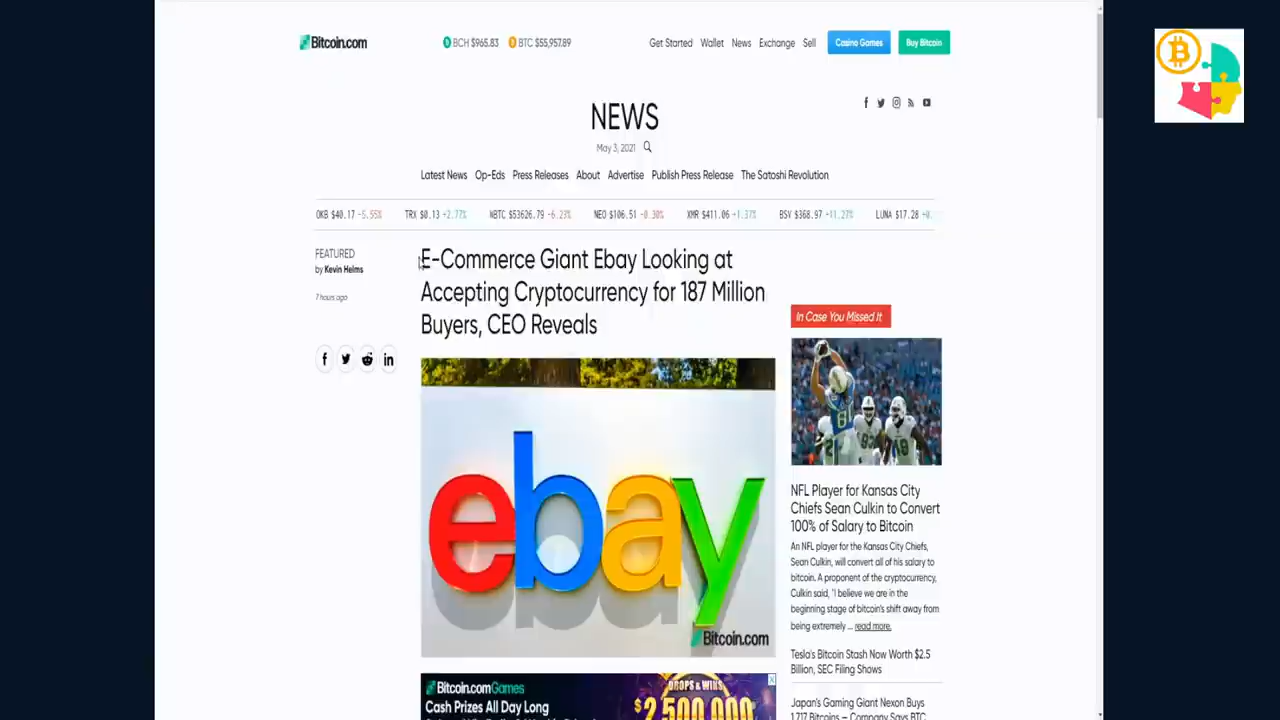 Bitcoin.com
BCH $965.83 BTC $55,957.89
Get Started Wallet News Exchange Sell Casino Games Buy Bitcoin
NEWS
May 3, 2021
Latest News Op-Eds Press Releases About Advertise Publish Press Release The Satoshi Revolution
OKB $40.17 -5.55% TRX $0.13 +2.77% WBTC $53626.79 -6.23% NEO $106.51 -0.30% XMR $411.06 +1.37% BSV $368.97 +11.27% LUNA $17.28 +0.
FEATURED
by Kevin Helms
7 hours ago
E-Commerce Giant Ebay Looking at
Accepting Cryptocurrency for 187 Million
Buyers, CEO Reveals
ebay
Bitcoin.com
Bitcoin.com Games
Cash Prizes All Day Long
DROPS & WINS
$2,500,000
In Case You Missed It
NFL Player for Kansas City
Chiefs Sean Culkin to Convert
100% of Salary to Bitcoin
An NFL player for the Kansas City Chiefs,
Sean Culkin, will convert all of his salary to
bitcoin. A proponent of the cryptocurrency,
Culkin said, "I believe we are in the
beginning stage of bitcoin's shift away from
being extremely ... read more.
Tesla's Bitcoin Stash Now Worth $2.5
Billion, SEC Filing Shows
Japan's Gaming Giant Nexon Buys
1,717 Bitcoins — Company Says BTC